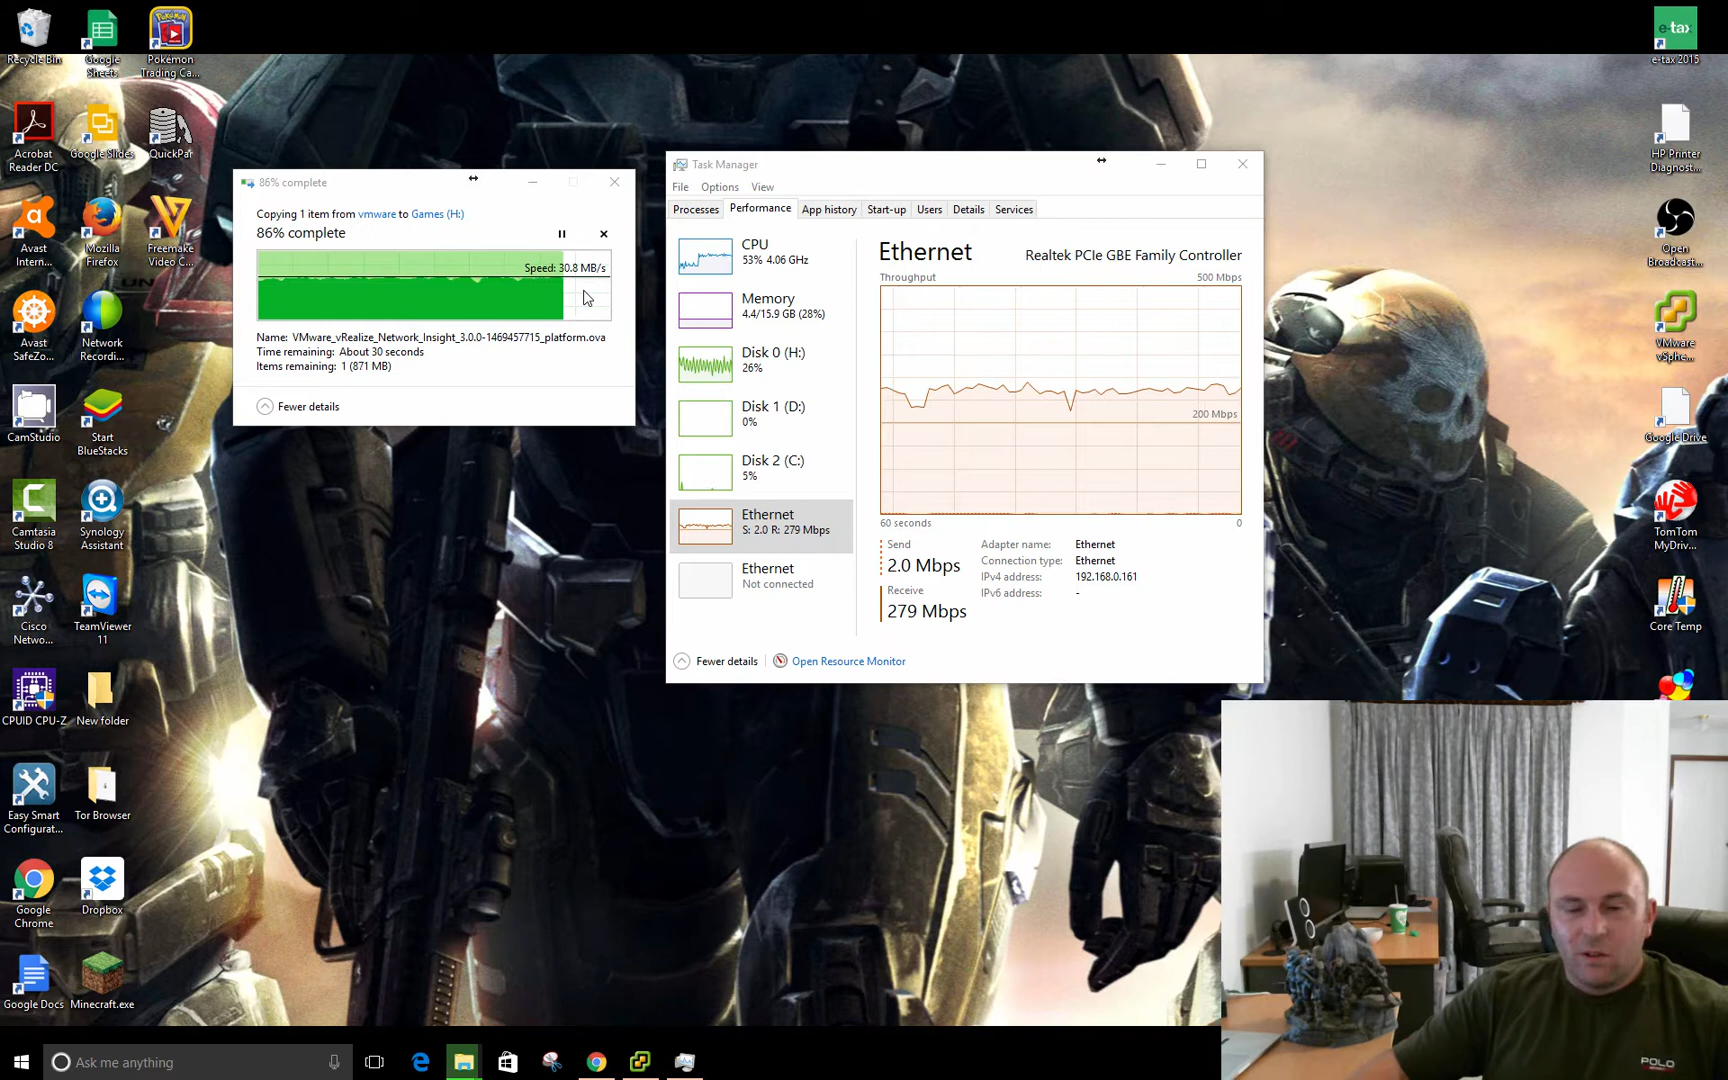 Recycle Bin
Google
Sheets
Pokemon
Trading Ca...
Acrobat
Reader DC
Google Slides
QuickPar
Avast
Intern...
Mozilla
Firefox
Freemake
Video C...
Avast
SafeZo...
Network
Recordi...
CamStudio
Start
BlueStacks
Camtasia
Studio 8
Synology
Assistant
Cisco
Netwo...
TeamViewer
11
CPUID CPU-Z
New folder
Easy Smart
Configurat...
Tor Browser
Google
Chrome
Dropbox
Google Docs
Minecraft.exe
86% complete
Copying 1 item from vmware to Games (H:)
86% complete
Speed: 30.8 MB/s
Name: VMware_vRealize_Network_Insight_3.0.0-1469457715_platform.ova
Time remaining: About 30 seconds
Items remaining: 1 (871 MB)
Fewer details
Task Manager
File Options View
Processes Performance App history Start-up Users Details Services
CPU
53% 4.06 GHz
Memory
4.4/15.9 GB (28%)
Disk 0 (H:)
26%
Disk 1 (D:)
0%
Disk 2 (C:)
5%
Ethernet
S: 2.0 R: 279 Mbps
Ethernet
Not connected
Ethernet
Realtek PCIe GBE Family Controller
Throughput
500 Mbps
200 Mbps
60 seconds
0
Send
2.0 Mbps
Receive
279 Mbps
Adapter name: Ethernet
Connection type: Ethernet
IPv4 address: 192.168.0.161
IPv6 address: -
Fewer details
Open Resource Monitor
e-tax
e-tax 2015
HP Printer
Diagnost...
Open
Broadcast...
VMware
vSphe...
Google Drive
TomTom
MyDriv...
Core Temp
POLO
Ask me anything